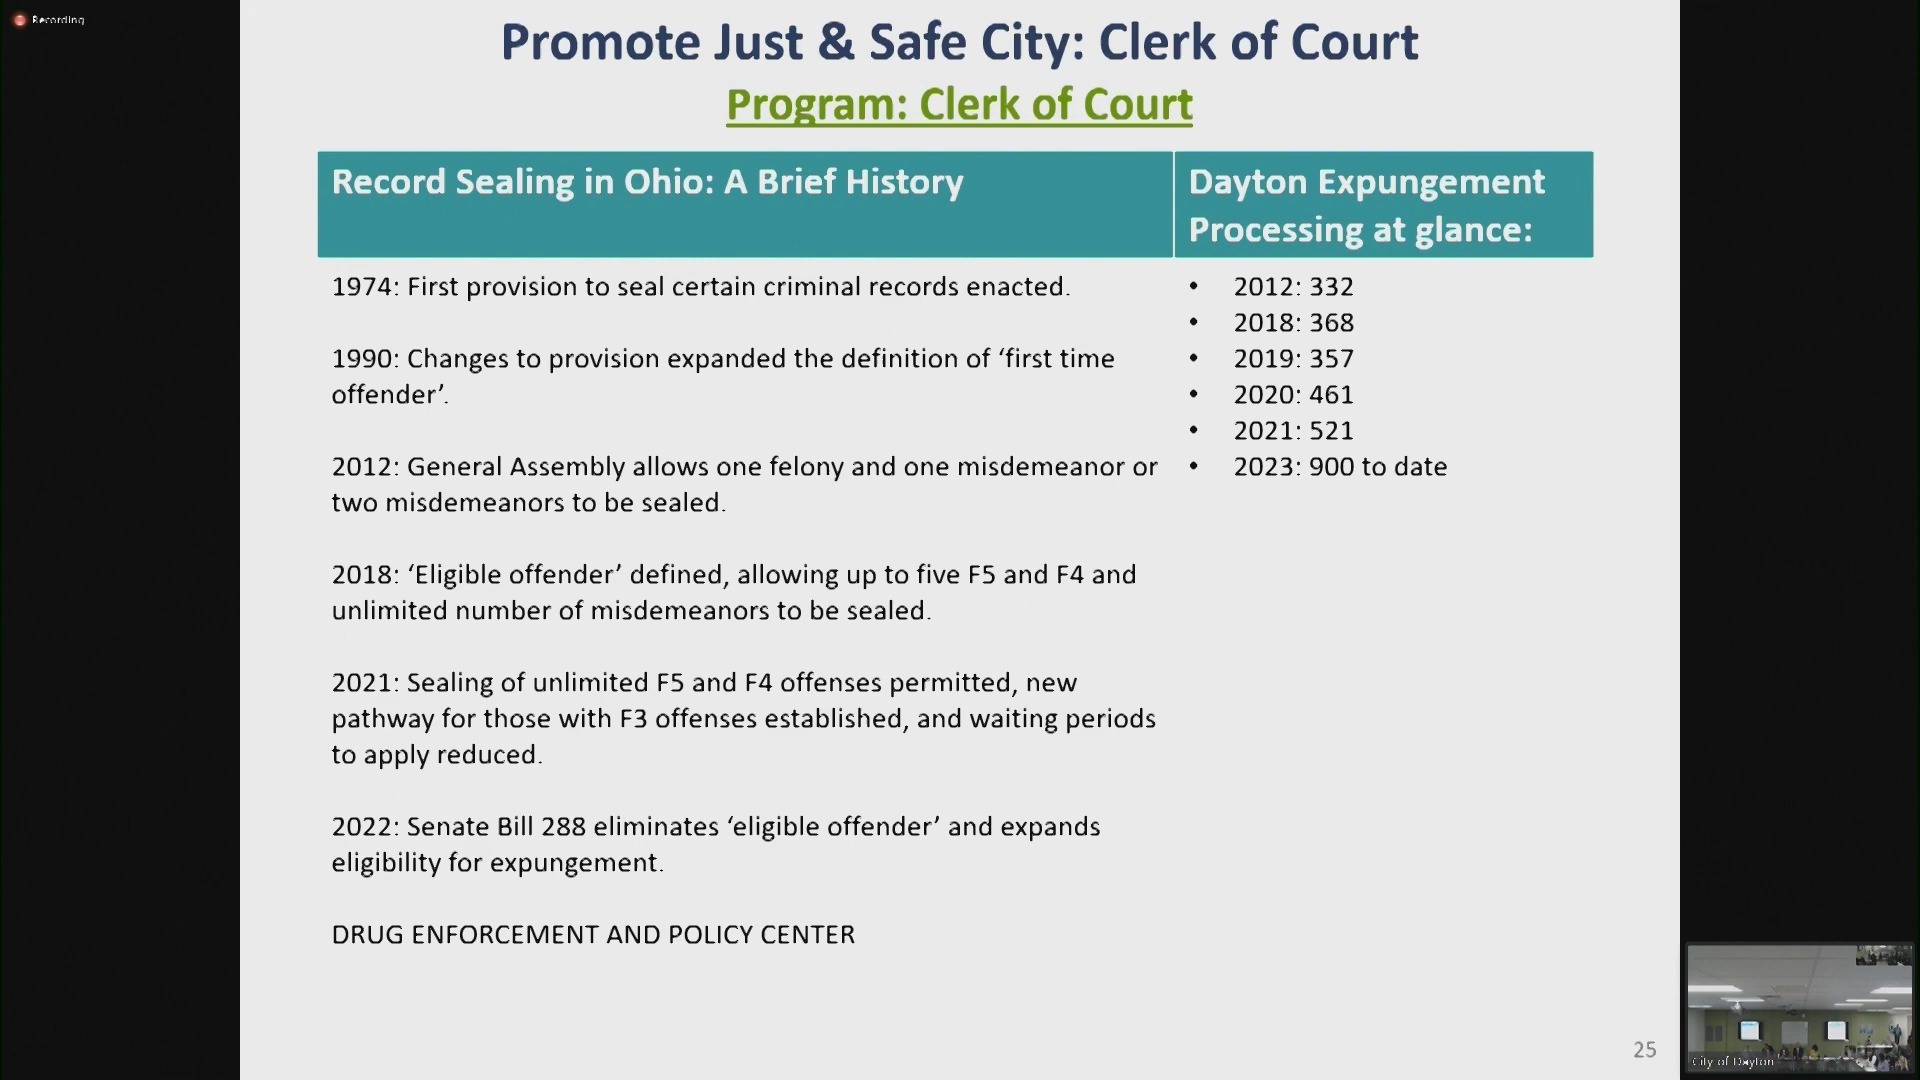 Recording
Promote Just & Safe City: Clerk of Court
Program: Clerk of Court
Record Sealing in Ohio: A Brief History
Dayton Expungement
Processing at glance:
1974: First provision to seal certain criminal records enacted.
1990: Changes to provision expanded the definition of ‘first time
offender’.
2012: General Assembly allows one felony and one misdemeanor or
two misdemeanors to be sealed.
2018: ‘Eligible offender’ defined, allowing up to five F5 and F4 and
unlimited number of misdemeanors to be sealed.
2021: Sealing of unlimited F5 and F4 offenses permitted, new
pathway for those with F3 offenses established, and waiting periods
to apply reduced.
2022: Senate Bill 288 eliminates ‘eligible offender’ and expands
eligibility for expungement.
DRUG ENFORCEMENT AND POLICY CENTER
• 2012: 332
• 2018: 368
• 2019: 357
• 2020: 461
• 2021: 521
• 2023: 900 to date
25
City of Dayton